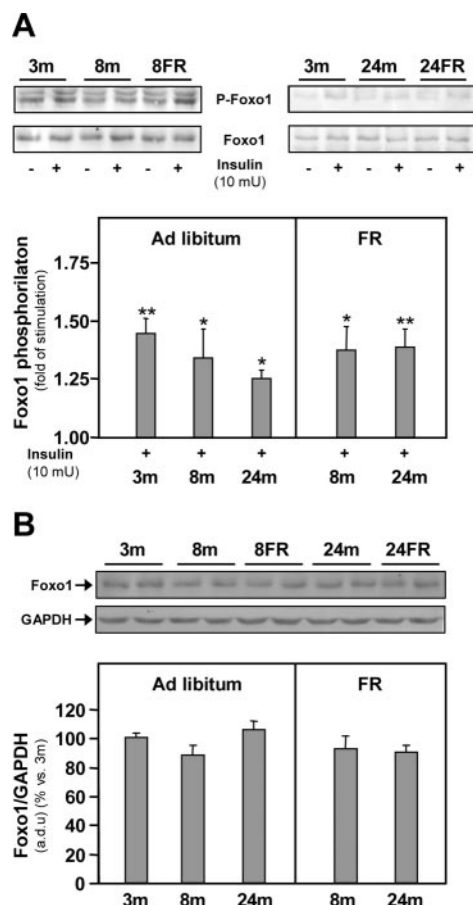 A
3m 8m 8FR 3m 24m 24FR
P-Foxo1
Foxo1
- + - + - + Insulin - + - + - +
(10 mU)
Ad libitum FR
Foxo1 phosphorilaton
(fold of stimulation)
1.75
1.50
1.25
1.00
** * * * **
Insulin + + + + +
(10 mU)
3m 8m 24m 8m 24m
B
3m 8m 8FR 24m 24FR
Foxo1
GAPDH
Ad libitum FR
Foxo1/GAPDH
(a.d.u) (% vs. 3m)
120
100
80
60
40
20
0
3m 8m 24m 8m 24m